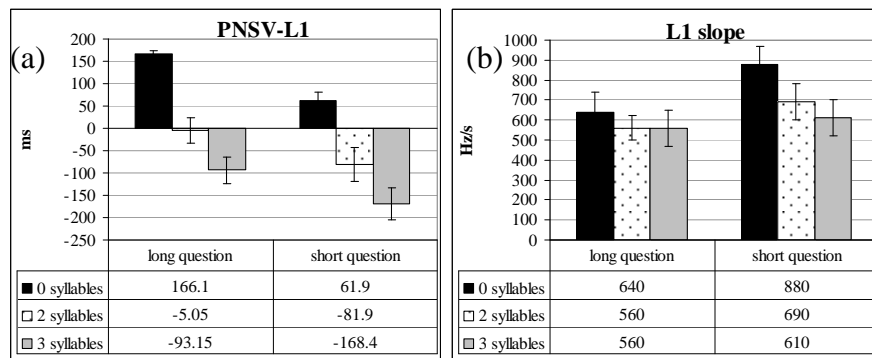 (a)
PNSV-L1
200
150
100
50
0
-50
-100
-150
-200
-250
ms
long question short question
0 syllables 166.1 61.9
2 syllables -5.05 -81.9
3 syllables -93.15 -168.4
(b)
L1 slope
1000
900
800
700
600
500
400
300
200
100
0
Hz/s
long question short question
0 syllables 640 880
2 syllables 560 690
3 syllables 560 610